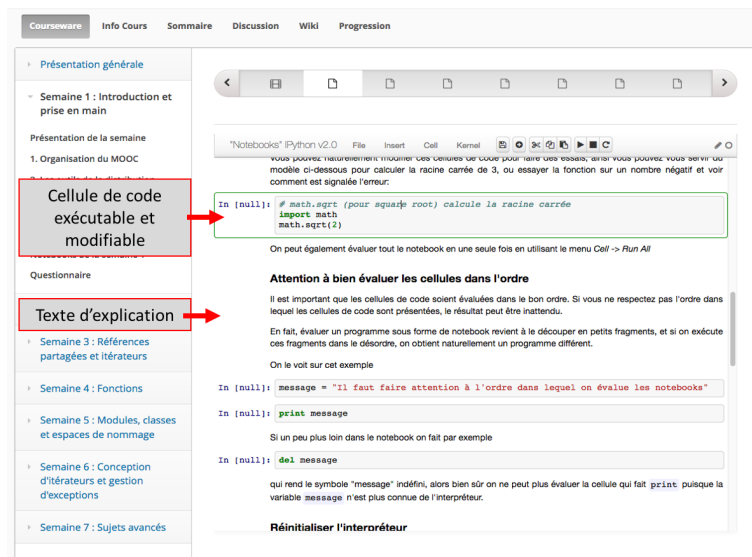 Courseware Info Cours Sommaire Discussion Wiki Progression
Présentation générale
Semaine 1 : Introduction et
prise en main
Présentation de la semaine
1. Organisation du MOOC
Cellule de code
exécutable et
modifiable
Questionnaire
Texte d'explication
Semaine 3 : Références
partagées et itérateurs
Semaine 4 : Fonctions
Semaine 5 : Modules, classes
et espaces de nommage
Semaine 6 : Conception
d'itérateurs et gestion
d'exceptions
Semaine 7 : Sujets avancés
"Notebooks" IPython v2.0 File Insert Cell Kernel
vous pouvez naturellement modifier ces cellules de code pour faire des essais, ainsi vous pouvez vous servir du
modèle ci-dessous pour calculer la racine carrée de 3, ou essayer la fonction sur un nombre négatif et voir
comment est signalée l'erreur:
In [null]: # math.sqrt (pour square root) calcule la racine carrée
import math
math.sqrt(2)
On peut également évaluer tout le notebook en une seule fois en utilisant le menu Cell -> Run All
Attention à bien évaluer les cellules dans l'ordre
Il est important que les cellules de code soient évaluées dans le bon ordre. Si vous ne respectez pas l'ordre dans
lequel les cellules de code sont présentées, le résultat peut être inattendu.
En fait, évaluer un programme sous forme de notebook revient à le découper en petits fragments, et si on exécute
ces fragments dans le désordre, on obtient naturellement un programme différent.
On le voit sur cet exemple
In [null]: message = "Il faut faire attention à l'ordre dans lequel on évalue les notebooks"
In [null]: print message
Si un peu plus loin dans le notebook on fait par exemple
In [null]: del message
qui rend le symbole "message" indéfini, alors bien sûr on ne peut plus évaluer la cellule qui fait print puisque la
variable message n'est plus connue de l'interpréteur.
Réinitialiser l'interpréteur